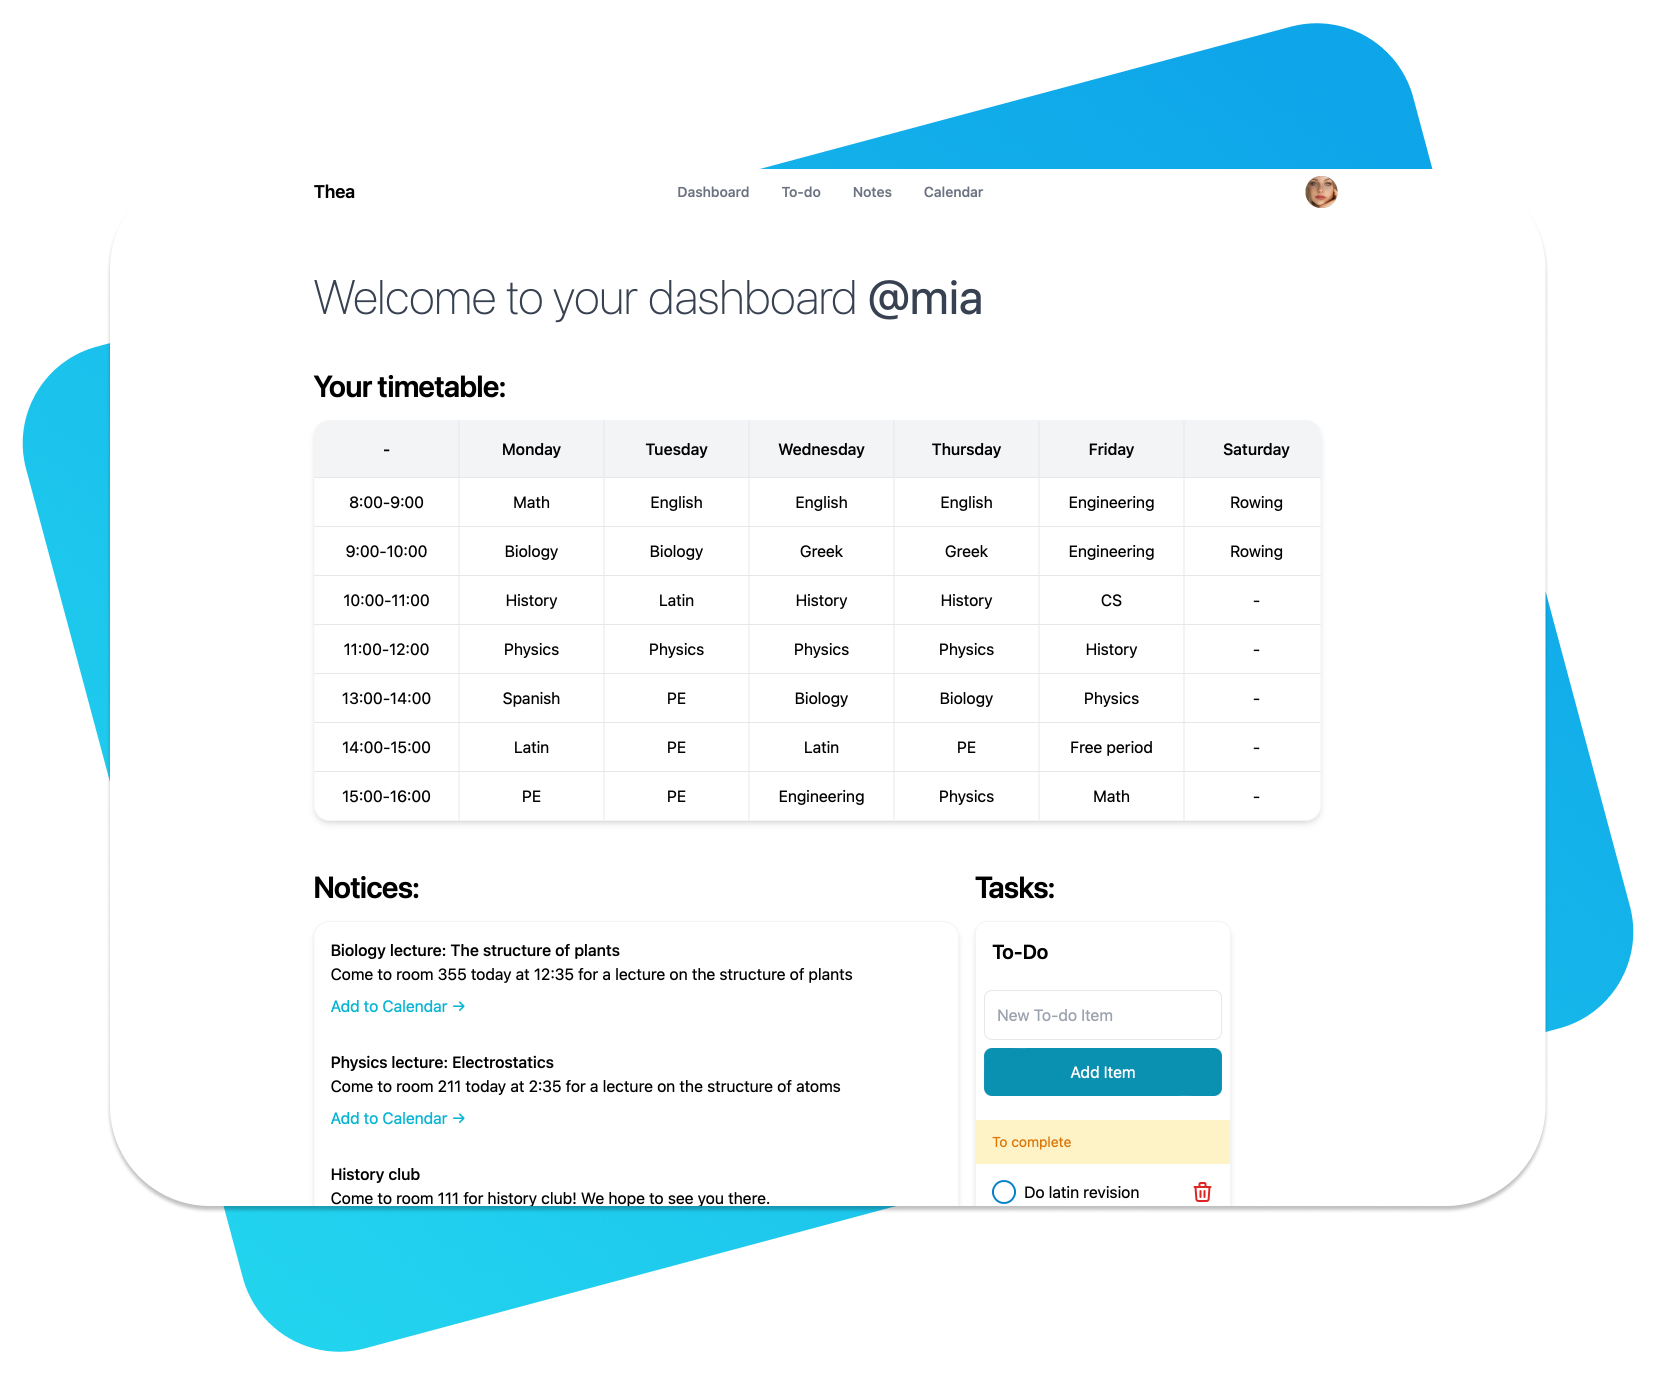 Thea Dashboard To-do Notes Calendar
Welcome to your dashboard @mia
Your timetable:
- Monday Tuesday Wednesday Thursday Friday Saturday
8:00-9:00 Math English English English Engineering Rowing
9:00-10:00 Biology Biology Greek Greek Engineering Rowing
10:00-11:00 History Latin History History CS -
11:00-12:00 Physics Physics Physics Physics History -
13:00-14:00 Spanish PE Biology Biology Physics -
14:00-15:00 Latin PE Latin PE Free period -
15:00-16:00 PE PE Engineering Physics Math -
Notices:
Biology lecture: The structure of plants
Come to room 355 today at 12:35 for a lecture on the structure of plants
Add to Calendar →
Physics lecture: Electrostatics
Come to room 211 today at 2:35 for a lecture on the structure of atoms
Add to Calendar →
History club
Come to room 111 for history club! We hope to see you there.
Tasks:
To-Do
New To-do Item
Add Item
To complete
Do latin revision